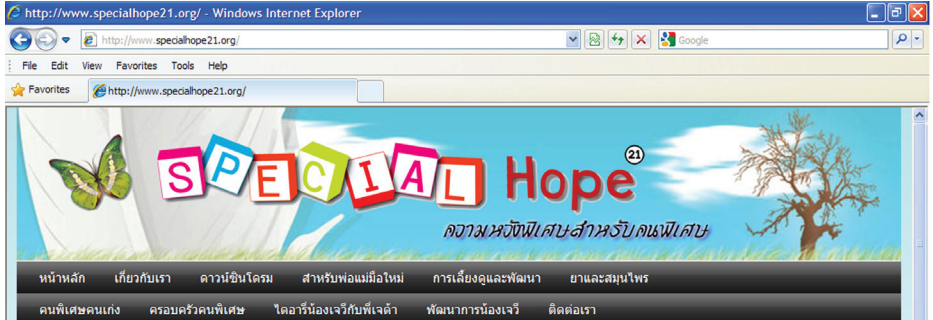 http://www.specialhope21.org/ - Windows Internet Explorer
http://www.specialhope21.org/ Google
File Edit View Favorites Tools Help
Favorites http://www.specialhope21.org/
SPECIAL Hope 21
ความหวังพิเศษสำหรับคนพิเศษ
หน้าหลัก เกี่ยวกับเรา ดาวน์ซินโดรม สำหรับพ่อแม่มือใหม่ การเลี้ยงดูและพัฒนา ยาและสมุนไพร
คนพิเศษคนเก่ง ครอบครัวคนพิเศษ ไดอารี่น้องเจวีกับพี่เจด้า พัฒนาการน้องเจวี ติดต่อเรา